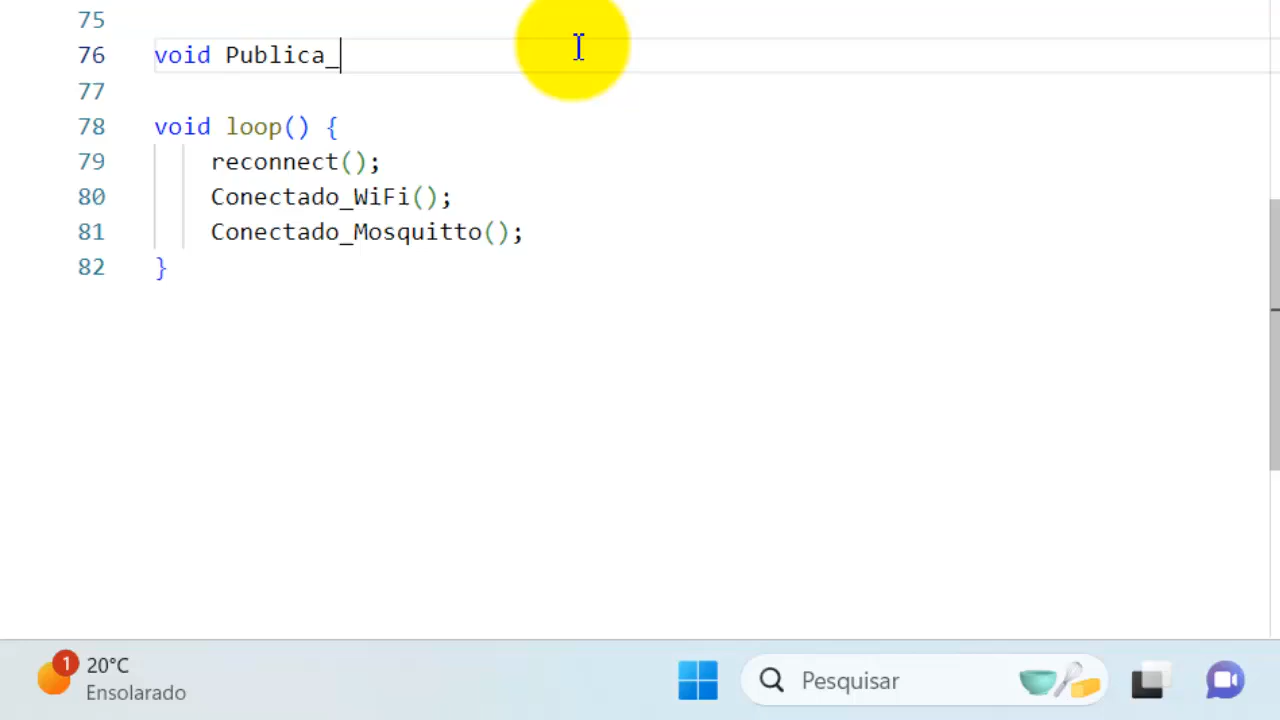 75
76 void Publica_
77
78 void loop() {
79 reconnect();
80 Conectado_WiFi();
81 Conectado_Mosquitto();
82 }
1
20°C
Ensolarado
Pesquisar